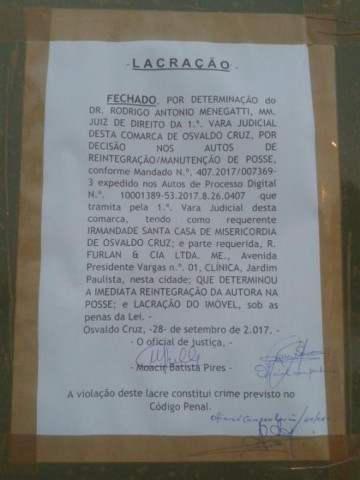 - LACRAÇÃO -
FECHADO, POR DETERMINAÇÃO do
DR. RODRIGO ANTONIO MENEGATTI, MM.
JUIZ DE DIREITO DA 1.ª. VARA JUDICIAL
DESTA COMARCA DE OSVALDO CRUZ, POR
DECISÃO NOS AUTOS DE
REINTEGRAÇÃO/MANUTENÇÃO DE POSSE,
conforme Mandado N.º. 407.2017/007369-
3 expedido nos Autos de Processo Digital
N.º. 10001389-53.2017.8.26.0407 que
tramita pela 1.ª. Vara Judicial desta
comarca, tendo como requerente
IRMANDADE SANTA CASA DE MISERICORDIA
DE OSVALDO CRUZ; e parte requerida, R.
FURLAN & CIA LTDA. ME., Avenida
Presidente Vargas n.º. 01, CLÍNICA, Jardim
Paulista, nesta cidade; QUE DETERMINOU
A IMEDIATA REINTEGRAÇÃO DA AUTORA NA
POSSE; e LACRAÇÃO DO IMÓVEL, sob as
penas da Lei. -
Osvaldo Cruz, -28- de setembro de 2.017. -
- O oficial de justiça, -
- Moacir Batista Pires -
A violação deste lacre constitui crime previsto no
Código Penal.